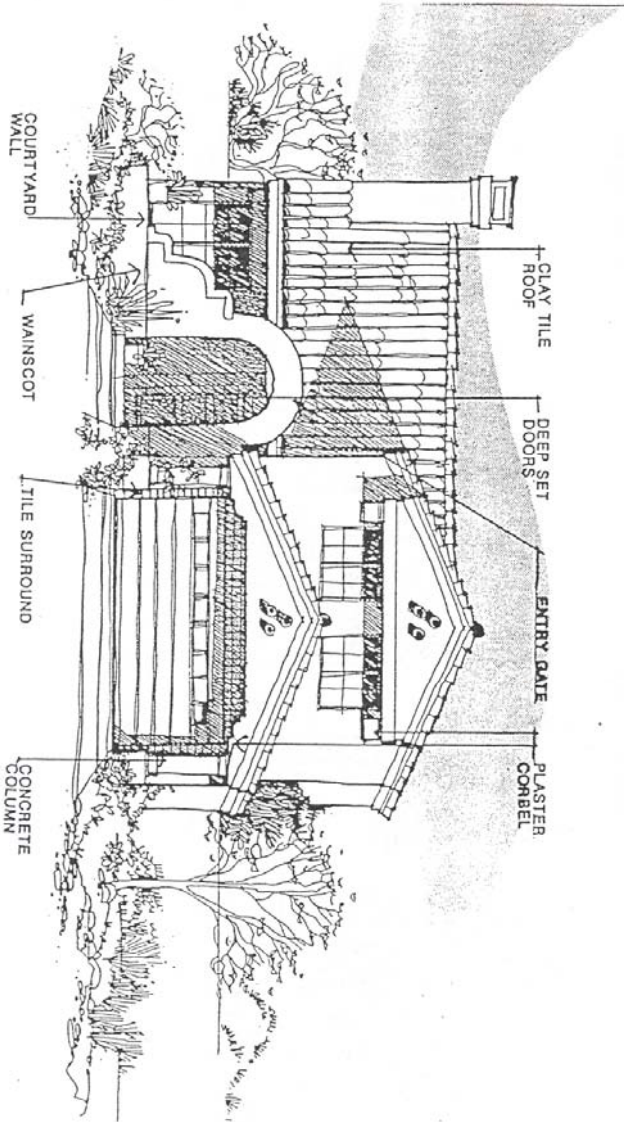 CLAY TILE
ROOF
DEEP SET
DOORS
ENTRY GATE
PLASTER
CORBEL
COURTYARD
WALL
WAINSCOT
TILE SURROUND
CONCRETE
COLUMN